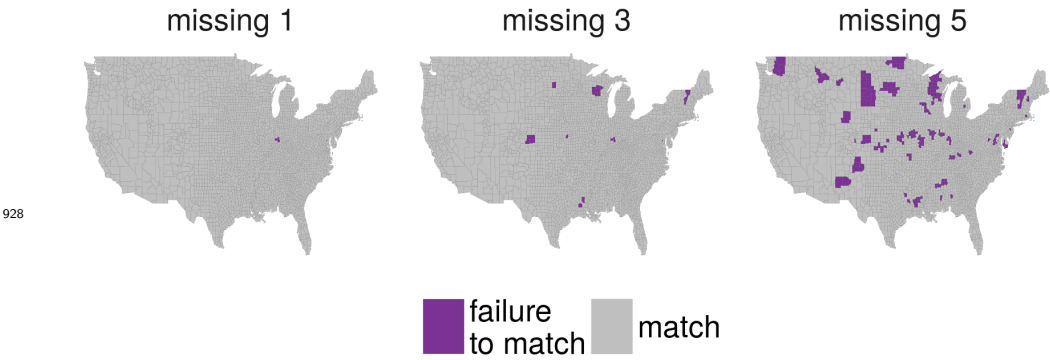 missing 1
missing 3
missing 5
928
failure
to match
match